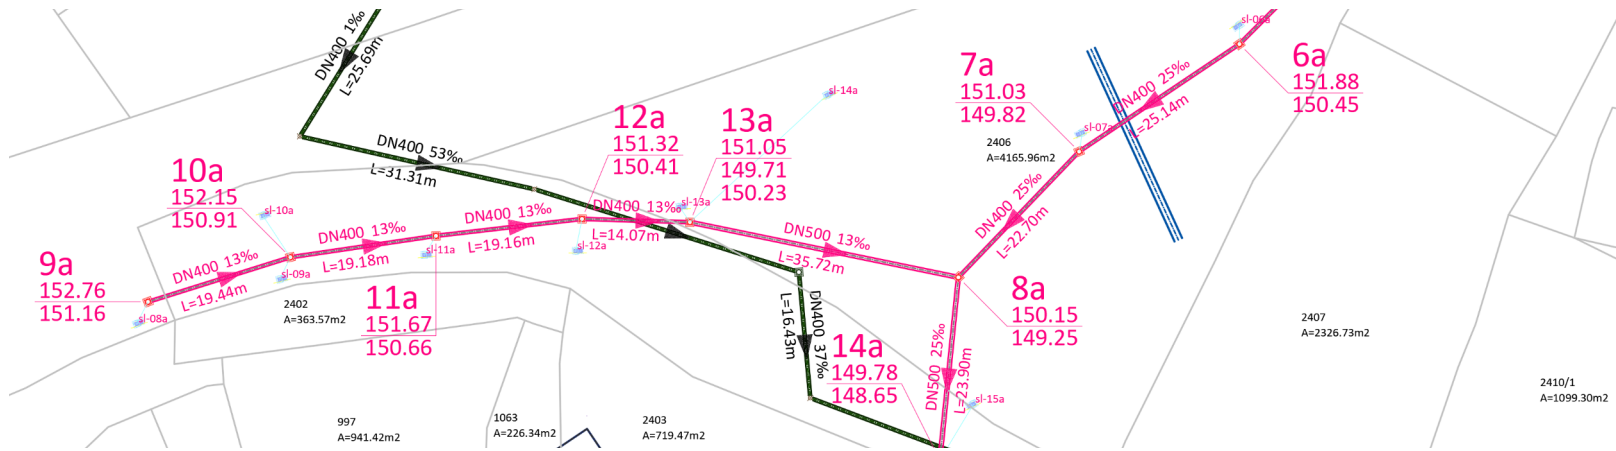 DN400 1‰
L=25.69m
sl-06a
6a
151.88
150.45
7a
151.03
149.82
DN400 25‰
L=25.14m
sl-07a
2406
A=4165.96m2
sl-14a
12a
151.32
150.41
13a
151.05
149.71
150.23
DN400 53‰
L=31.31m
10a
152.15
150.91
sl-10a
DN400 13‰
L=19.18m
DN400 13‰
L=19.16m
DN400 13‰
L=14.07m
sl-13a
sl-12a
sl-11a
sl-09a
DN500 13‰
L=35.72m
DN400 25‰
L=22.70m
9a
152.76
151.16
DN400 13‰
L=19.44m
sl-08a
2402
A=363.57m2
11a
151.67
150.66
DN400 37‰
L=16.43m
8a
150.15
149.25
14a
149.78
148.65
DN500 25‰
L=23.90m
sl-15a
2407
A=2326.73m2
2410/1
A=1099.30m2
997
A=941.42m2
1063
A=226.34m2
2403
A=719.47m2